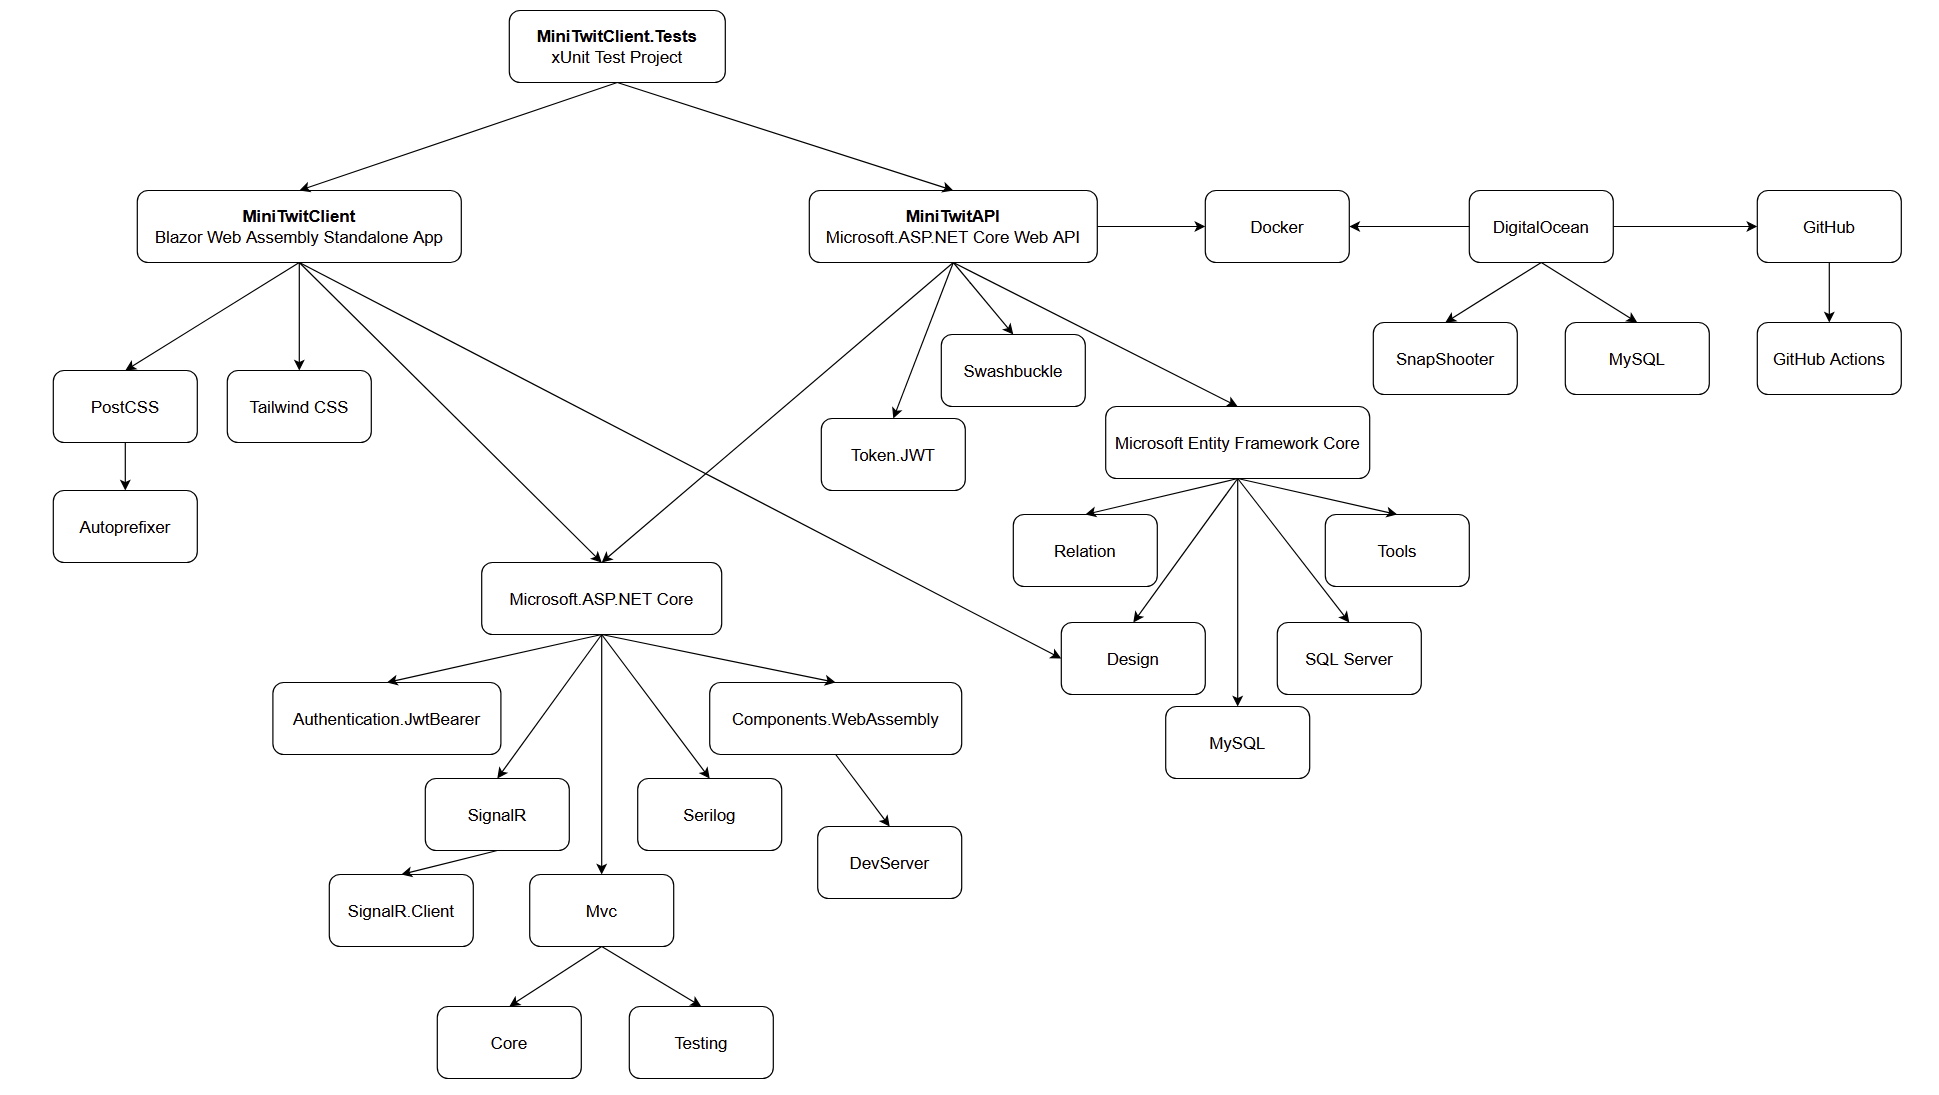 MiniTwitClient.Tests
xUnit Test Project
MiniTwitClient
Blazor Web Assembly Standalone App
MiniTwitAPI
Microsoft.ASP.NET Core Web API
Docker
DigitalOcean
GitHub
SnapShooter
MySQL
GitHub Actions
PostCSS
Tailwind CSS
Swashbuckle
Token.JWT
Microsoft Entity Framework Core
Autoprefixer
Relation
Tools
Microsoft.ASP.NET Core
Design
SQL Server
Authentication.JwtBearer
Components.WebAssembly
MySQL
SignalR
Serilog
DevServer
SignalR.Client
Mvc
Core
Testing